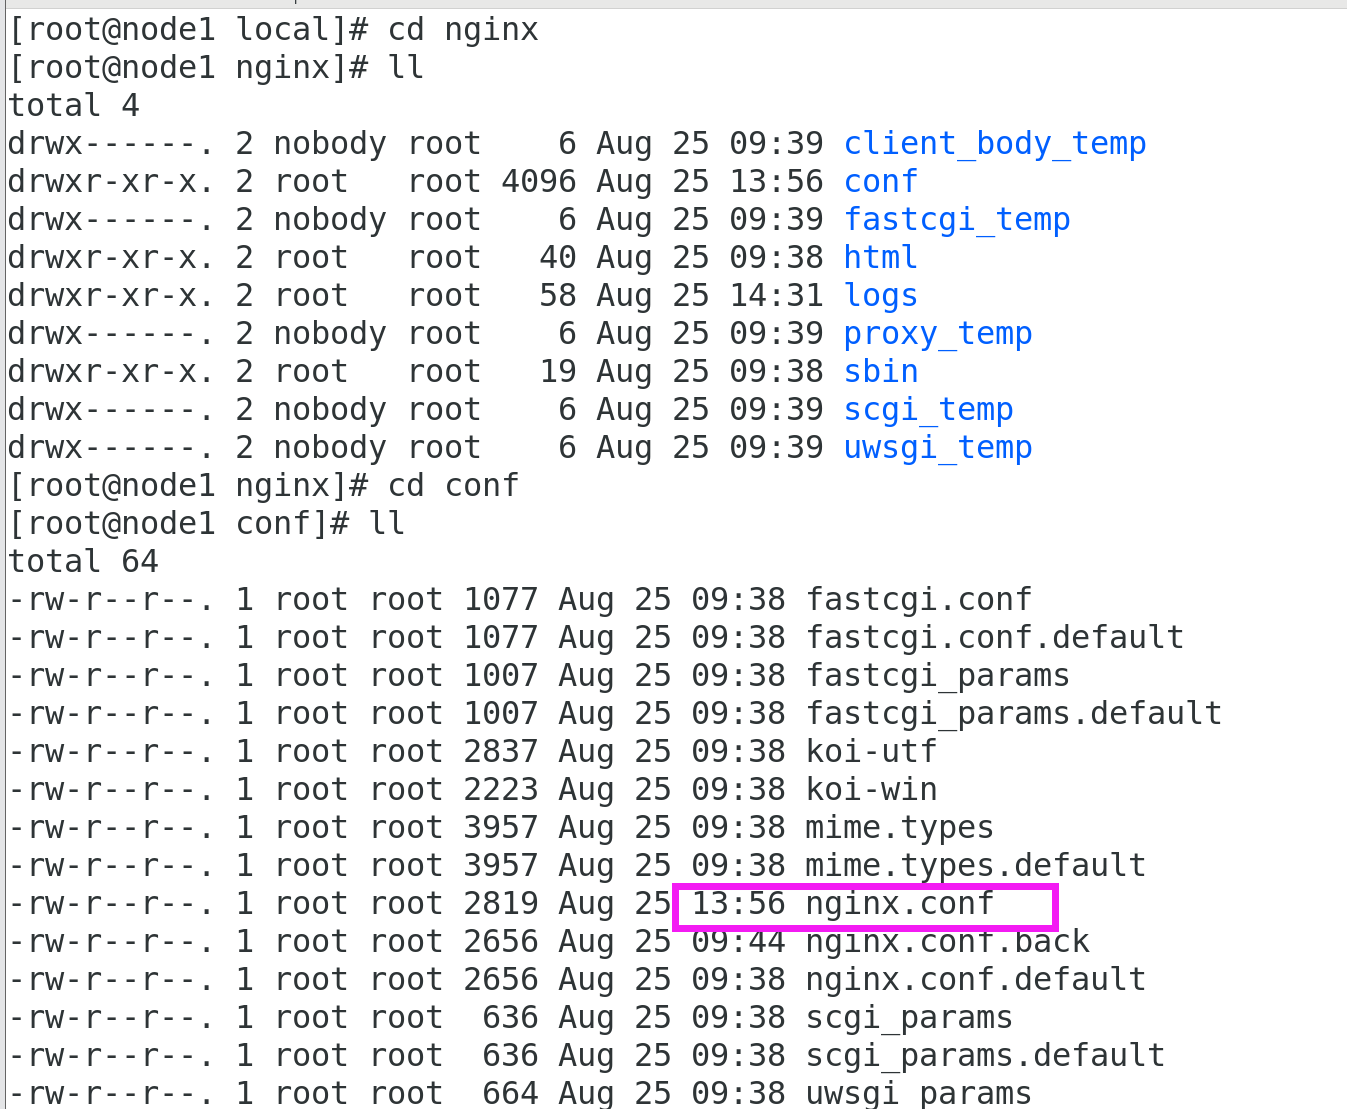 [root@node1 local]# cd nginx
[root@node1 nginx]# ll
total 4
drwx------. 2 nobody root    6 Aug 25 09:39 client_body_temp
drwxr-xr-x. 2 root   root 4096 Aug 25 13:56 conf
drwx------. 2 nobody root    6 Aug 25 09:39 fastcgi_temp
drwxr-xr-x. 2 root   root   40 Aug 25 09:38 html
drwxr-xr-x. 2 root   root   58 Aug 25 14:31 logs
drwx------. 2 nobody root    6 Aug 25 09:39 proxy_temp
drwxr-xr-x. 2 root   root   19 Aug 25 09:38 sbin
drwx------. 2 nobody root    6 Aug 25 09:39 scgi_temp
drwx------. 2 nobody root    6 Aug 25 09:39 uwsgi_temp
[root@node1 nginx]# cd conf
[root@node1 conf]# ll
total 64
-rw-r--r--. 1 root root 1077 Aug 25 09:38 fastcgi.conf
-rw-r--r--. 1 root root 1077 Aug 25 09:38 fastcgi.conf.default
-rw-r--r--. 1 root root 1007 Aug 25 09:38 fastcgi_params
-rw-r--r--. 1 root root 1007 Aug 25 09:38 fastcgi_params.default
-rw-r--r--. 1 root root 2837 Aug 25 09:38 koi-utf
-rw-r--r--. 1 root root 2223 Aug 25 09:38 koi-win
-rw-r--r--. 1 root root 3957 Aug 25 09:38 mime.types
-rw-r--r--. 1 root root 3957 Aug 25 09:38 mime.types.default
-rw-r--r--. 1 root root 2819 Aug 25 13:56 nginx.conf
-rw-r--r--. 1 root root 2656 Aug 25 09:44 nginx.conf.back
-rw-r--r--. 1 root root 2656 Aug 25 09:38 nginx.conf.default
-rw-r--r--. 1 root root  636 Aug 25 09:38 scgi_params
-rw-r--r--. 1 root root  636 Aug 25 09:38 scgi_params.default
-rw-r--r--. 1 root root  664 Aug 25 09:38 uwsgi_params